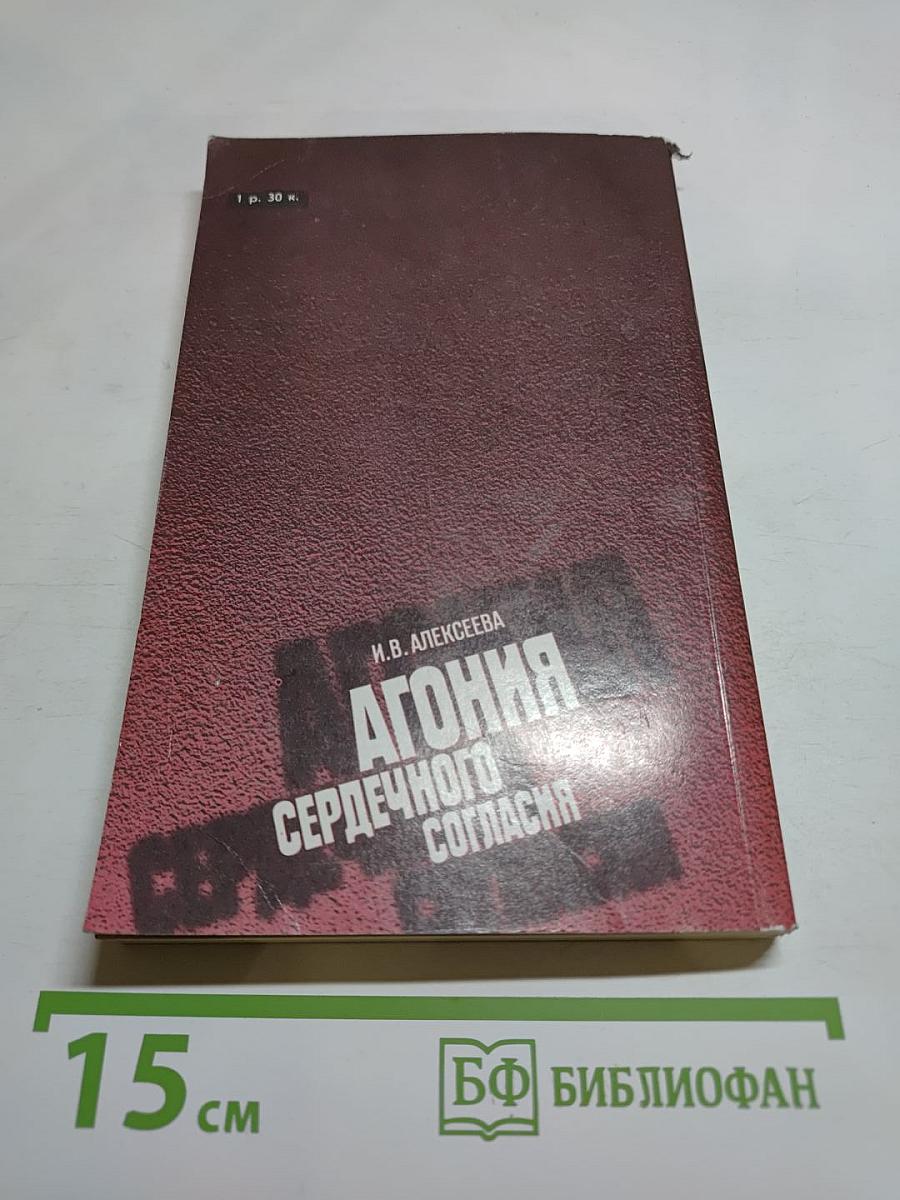 1 р. 30 к.
И.В. АЛЕКСЕЕВА
АГОНИЯ
СЕРДЕЧНОГО
СОГЛАСИЯ
15 см
БФ БИБЛИОФАН